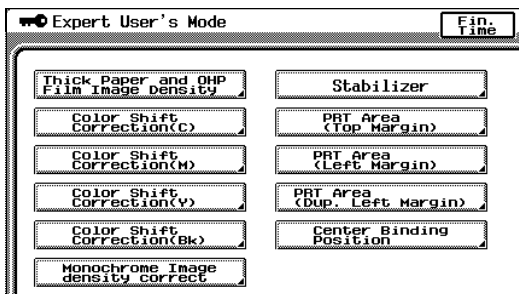 Expert User's Mode
Fin.
Time
Thick Paper and OHP
Film Image Density
Stabilizer
Color Shift
Correction(C)
PRT Area
(Top Margin)
Color Shift
Correction(M)
PRT Area
(Left Margin)
Color Shift
Correction(Y)
PRT Area
(Dup. Left Margin)
Color Shift
Correction(Bk)
Center Binding
Position
Monochrome Image
density correct